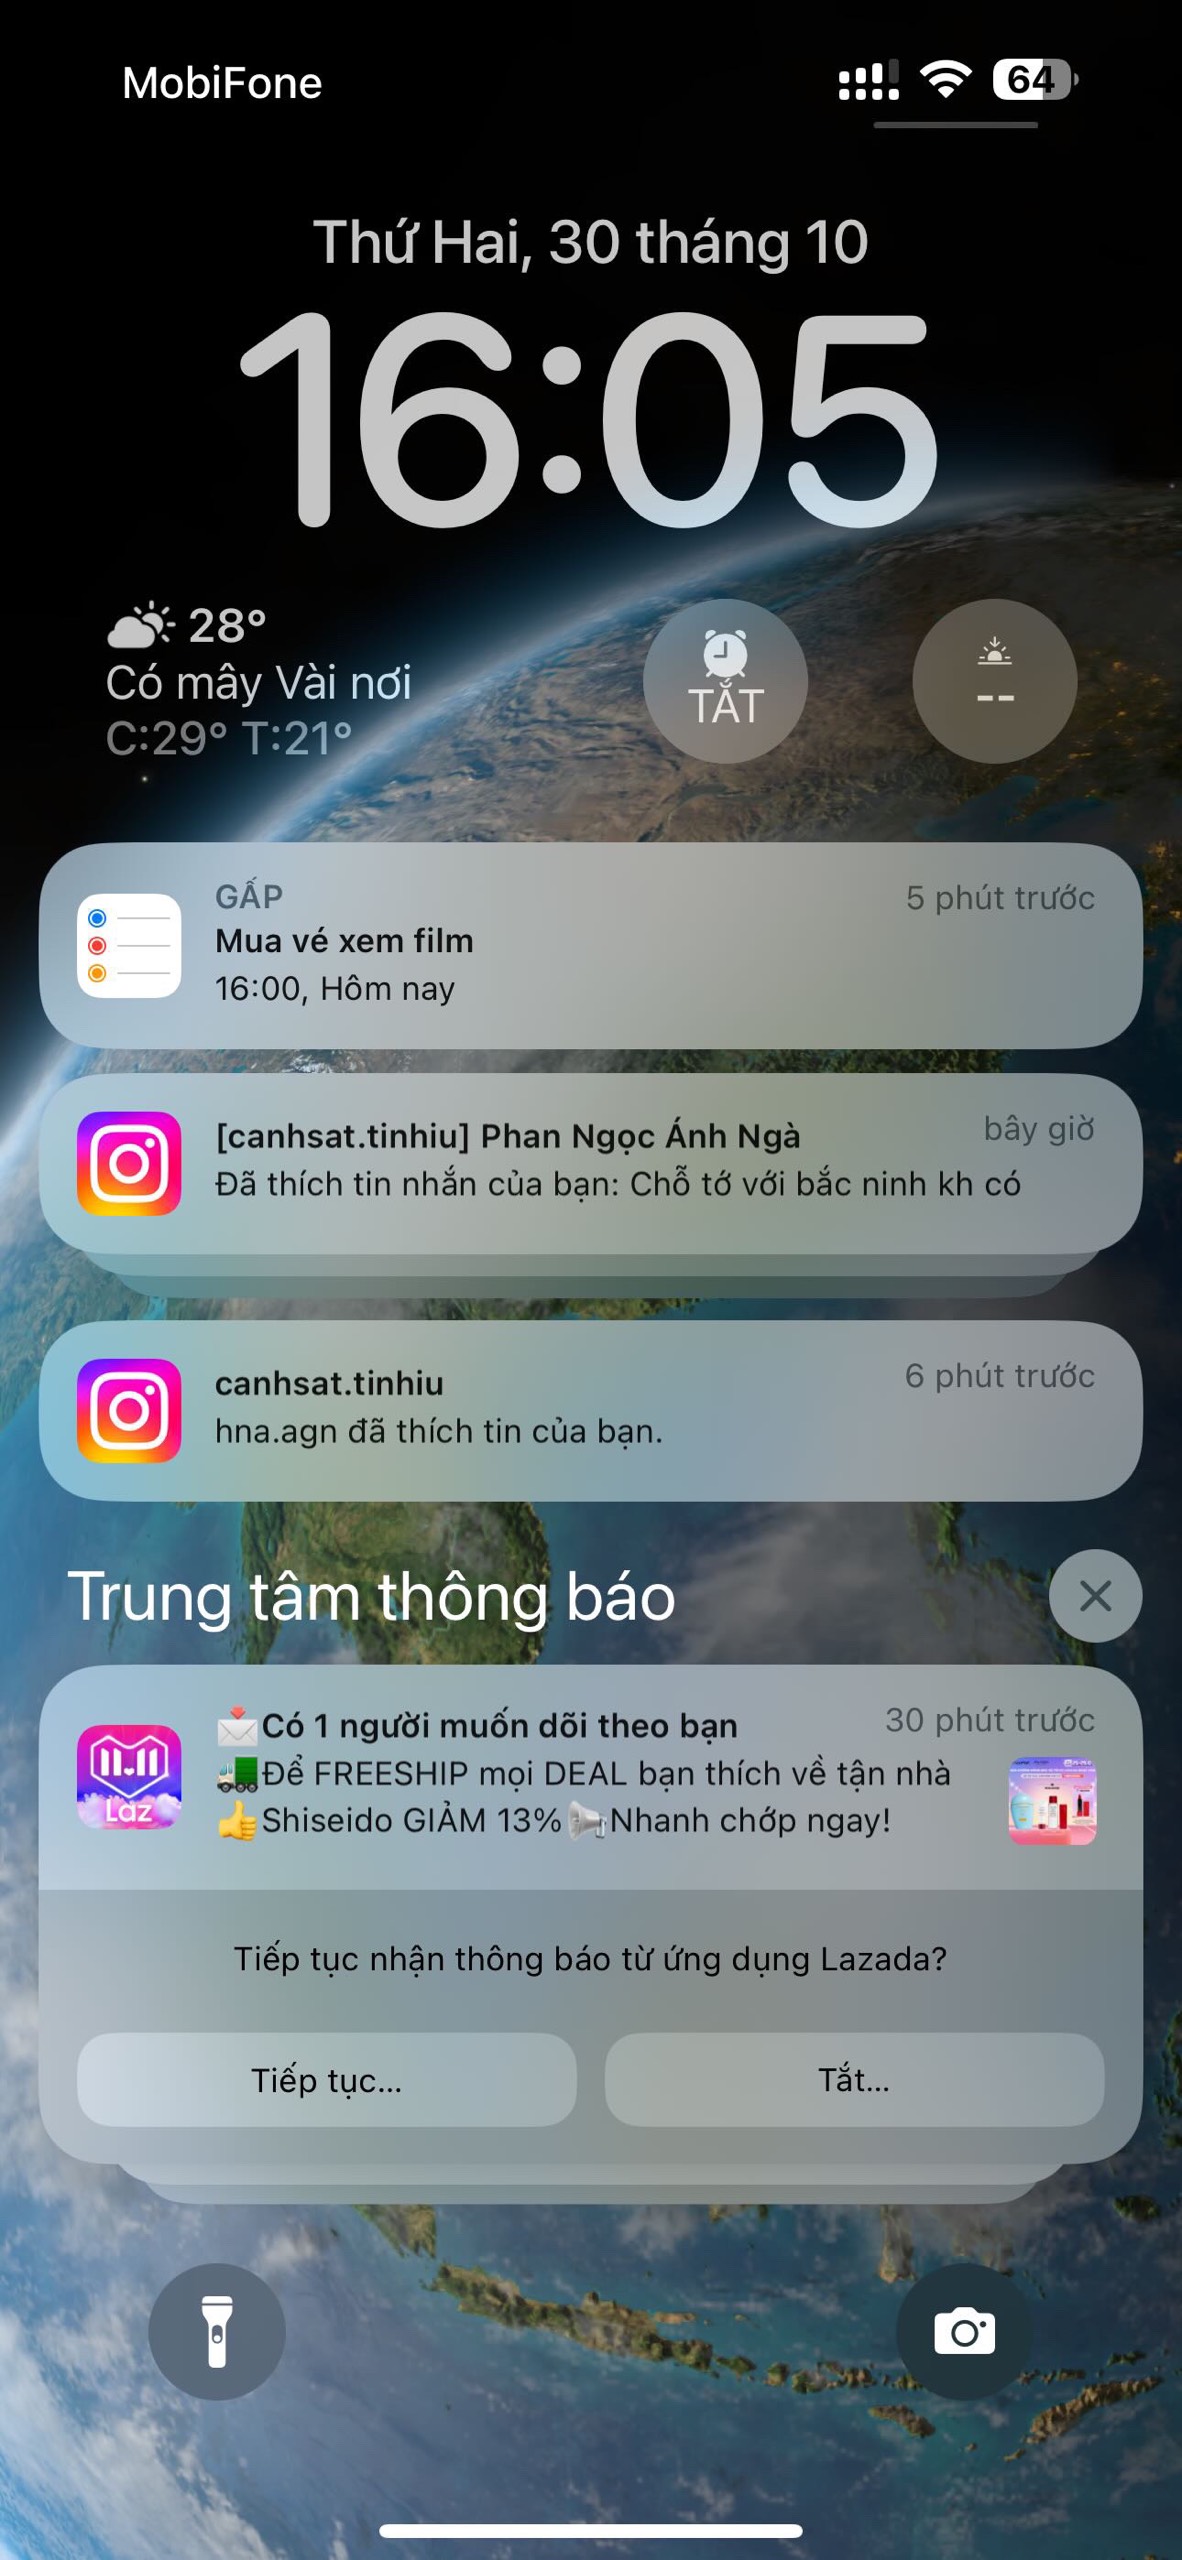 MobiFone
64
Thứ Hai, 30 tháng 10
16:05
28°
Có mây Vài nơi
C:29° T:21°
TẮT
--
GẤP
5 phút trước
Mua vé xem film
16:00, Hôm nay
[canhsat.tinhiu] Phan Ngọc Ánh Ngà
bây giờ
Đã thích tin nhắn của bạn: Chỗ tớ với bắc ninh kh có
canhsat.tinhiu
6 phút trước
hna.agn đã thích tin của bạn.
Trung tâm thông báo
📩Có 1 người muốn dõi theo bạn
30 phút trước
🚛Để FREESHIP mọi DEAL bạn thích về tận nhà
👍Shiseido GIẢM 13%📢Nhanh chớp ngay!
11.11
Laz
Tiếp tục nhận thông báo từ ứng dụng Lazada?
Tiếp tục...
Tắt...